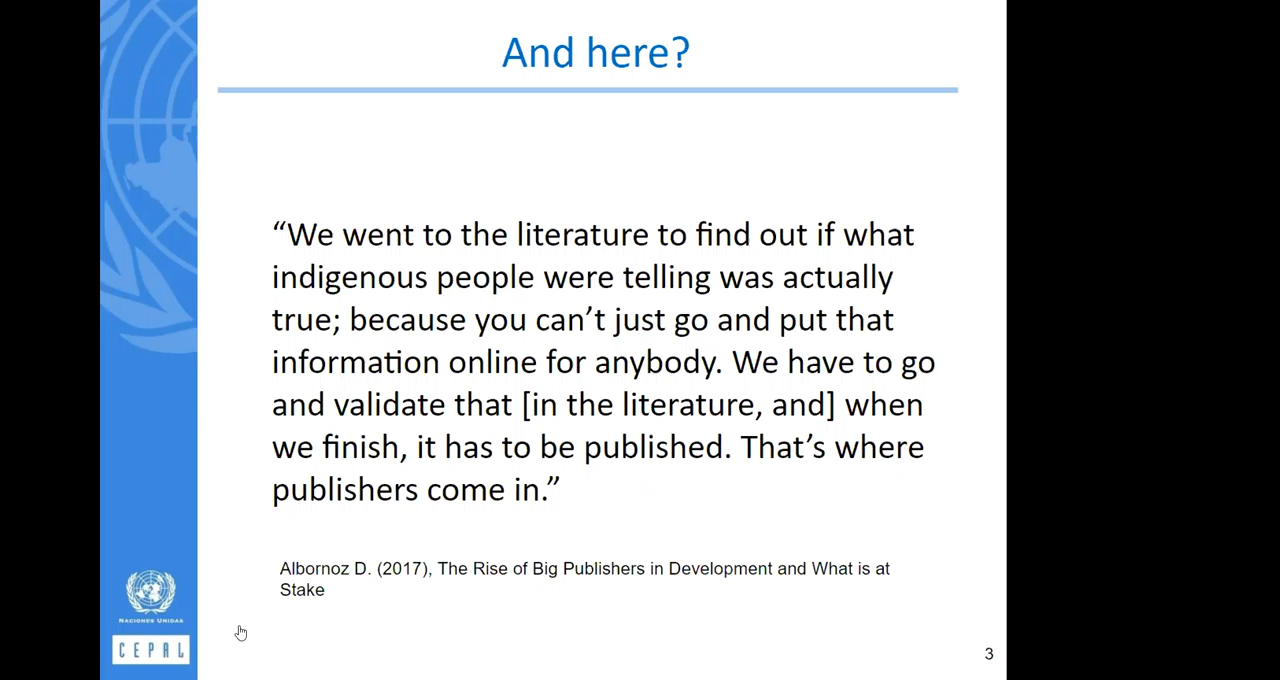 And here?
“We went to the literature to find out if what
indigenous people were telling was actually
true; because you can’t just go and put that
information online for anybody. We have to go
and validate that [in the literature, and] when
we finish, it has to be published. That’s where
publishers come in.”
Albornoz D. (2017), The Rise of Big Publishers in Development and What is at
Stake
NACIONES UNIDAS
CEPAL
3